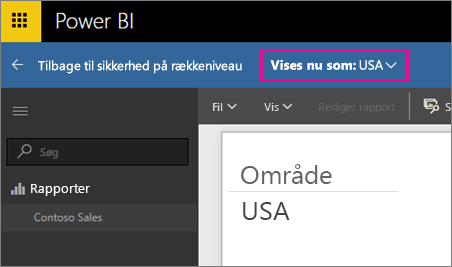 Power BI
Tilbage til sikkerhed på rækkeniveau Vises nu som: USA
Fil Vis Rediger rapport S
Søg
Rapporter
Contoso Sales
Område
USA